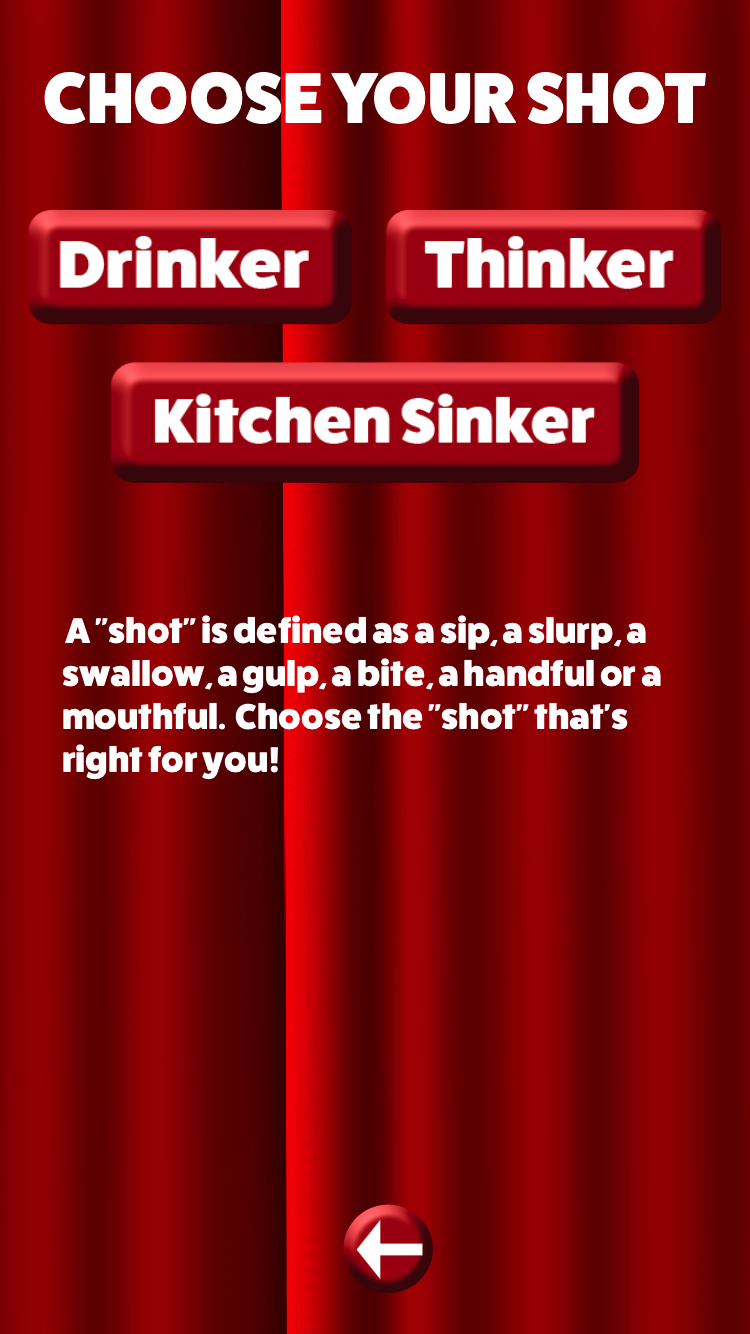 CHOOSE YOUR SHOT
Drinker
Thinker
Kitchen Sinker
A "shot" is defined as a sip, a slurp, a
swallow, a gulp, a bite, a handful or a
mouthful. Choose the "shot" that's
right for you!